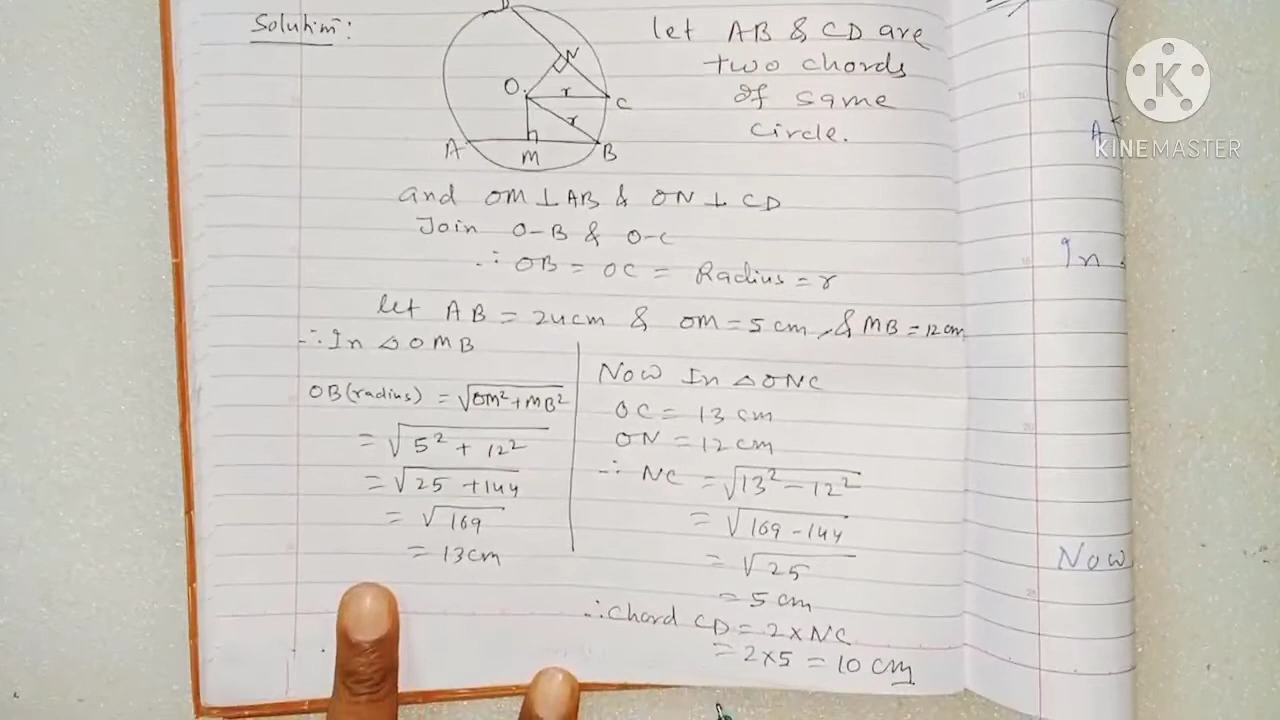 Solution:
D
N
O.
r
C
r
A
M
B
let AB & CD are
two chords
of same
circle.
K
KINEMASTER
A
and OM ⊥ AB & ON ⊥ CD
Join O-B & O-C
∴ OB = OC = Radius = r
let AB = 24cm & OM = 5 cm, & MB = 12 cm
∴ In △ OMB
OB (radius) = √OM² + MB²
= √5² + 12²
= √25 + 144
= √169
= 13cm
Now In △ ONC
OC = 13 cm
ON = 12 cm
∴ NC = √13² - 12²
= √169 - 144
= √25
= 5 cm
∴ chord CD = 2 x NC
= 2x5 = 10 cm
In
Now